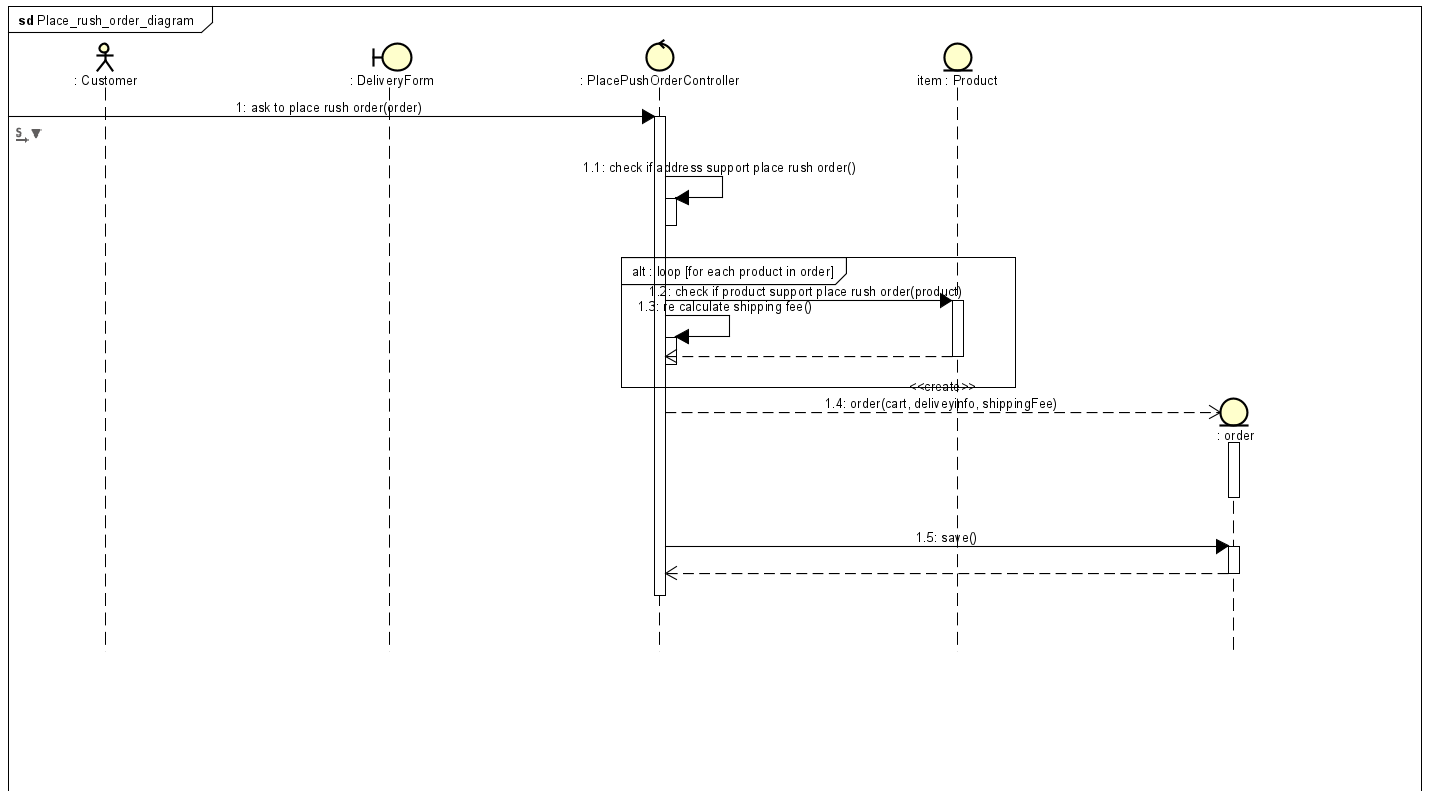 sd Place_rush_order_diagram
: Customer
: DeliveryForm
: PlacePushOrderController
item : Product
1: ask to place rush order(order)
S
1.1: check if address support place rush order()
alt : loop [for each product in order]
1.2: check if product support place rush order(product)
1.3: re calculate shipping fee()
<<create>>
1.4: order(cart, deliveyinfo, shippingFee)
: order
1.5: save()